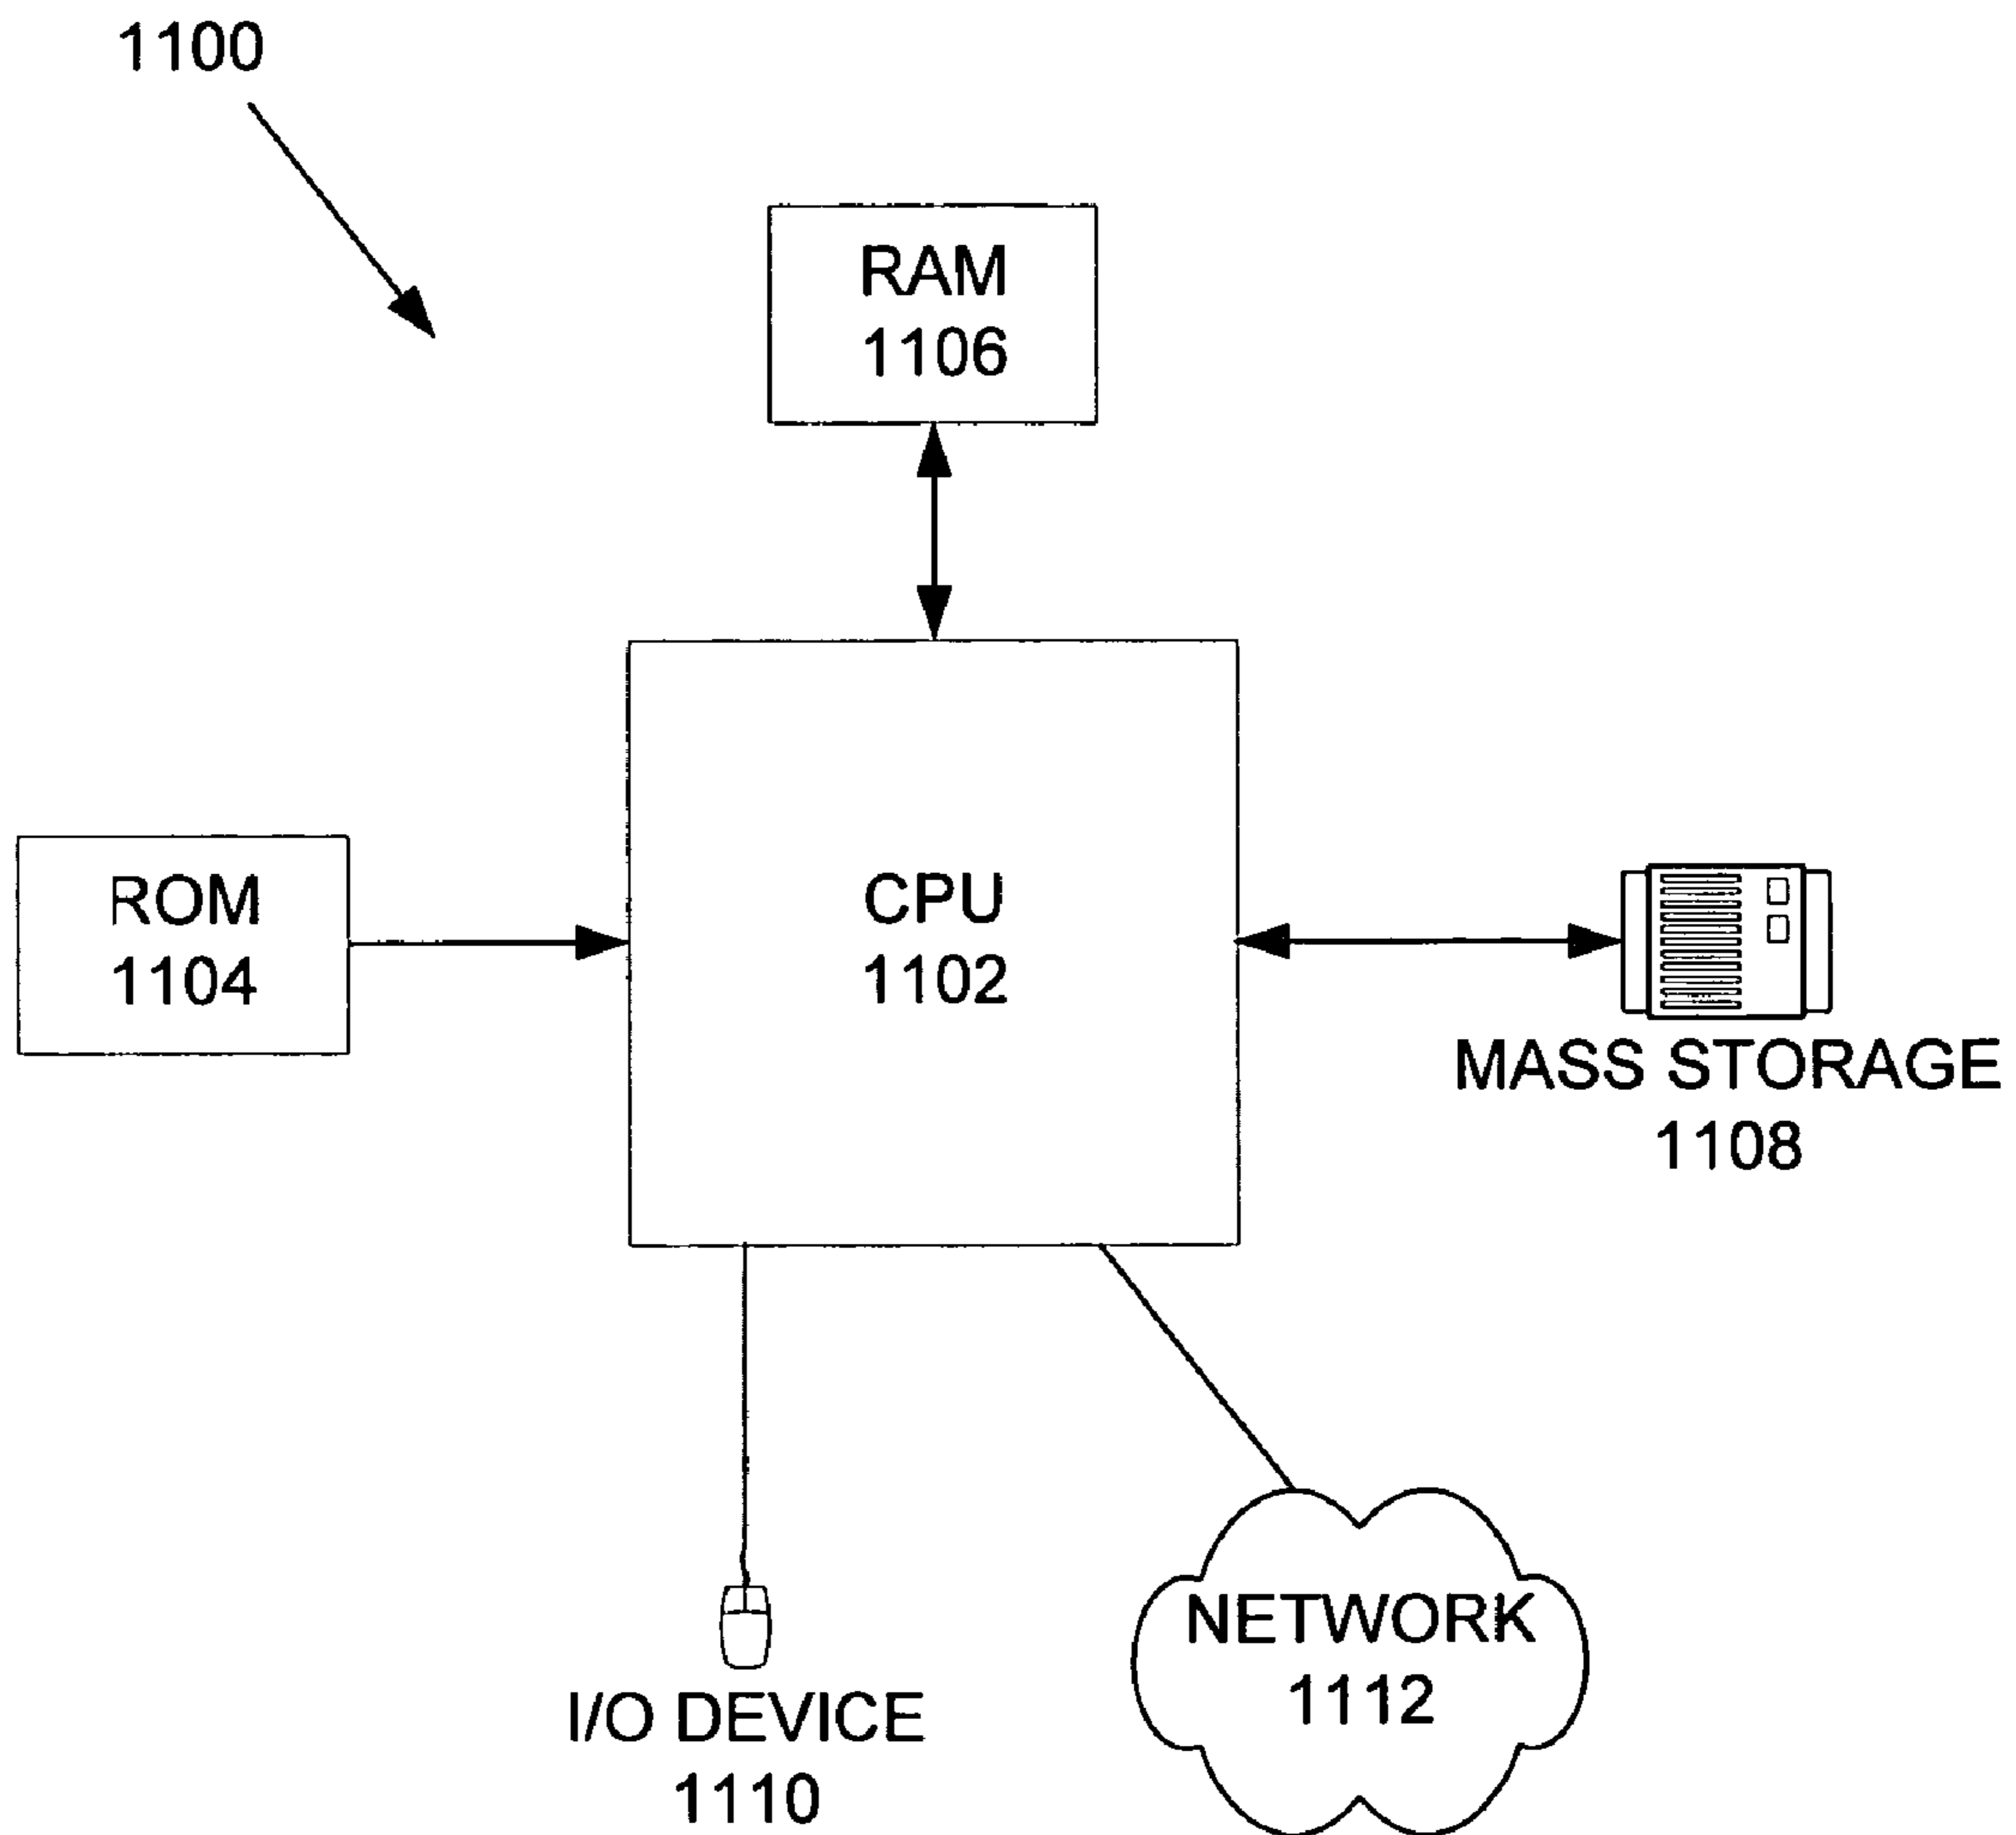 1100
RAM
1106
ROM
1104
CPU
1102
MASS STORAGE
1108
I/O DEVICE
1110
NETWORK
1112